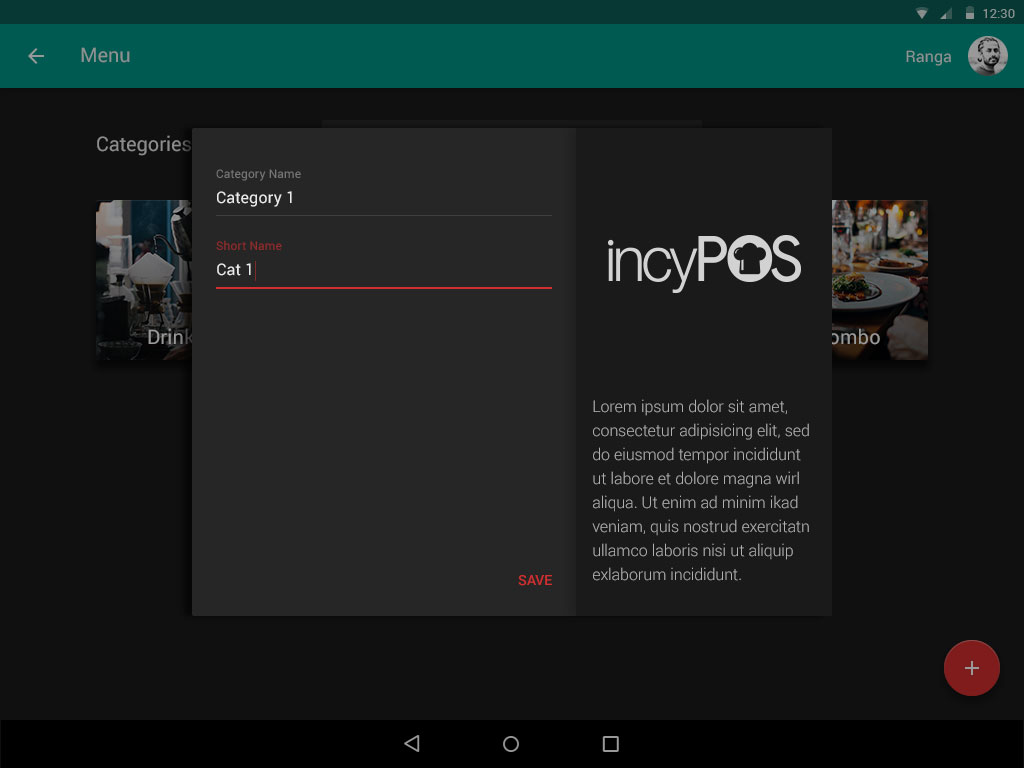 12:30
Menu
Ranga
Categories
Category Name
Category 1
Short Name
Cat 1
incyPOS
Drink
ombo
Lorem ipsum dolor sit amet,
consectetur adipisicing elit, sed
do eiusmod tempor incididunt
ut labore et dolore magna wirl
aliqua. Ut enim ad minim ikad
veniam, quis nostrud exercitatn
ullamco laboris nisi ut aliquip
exlaborum incididunt.
SAVE